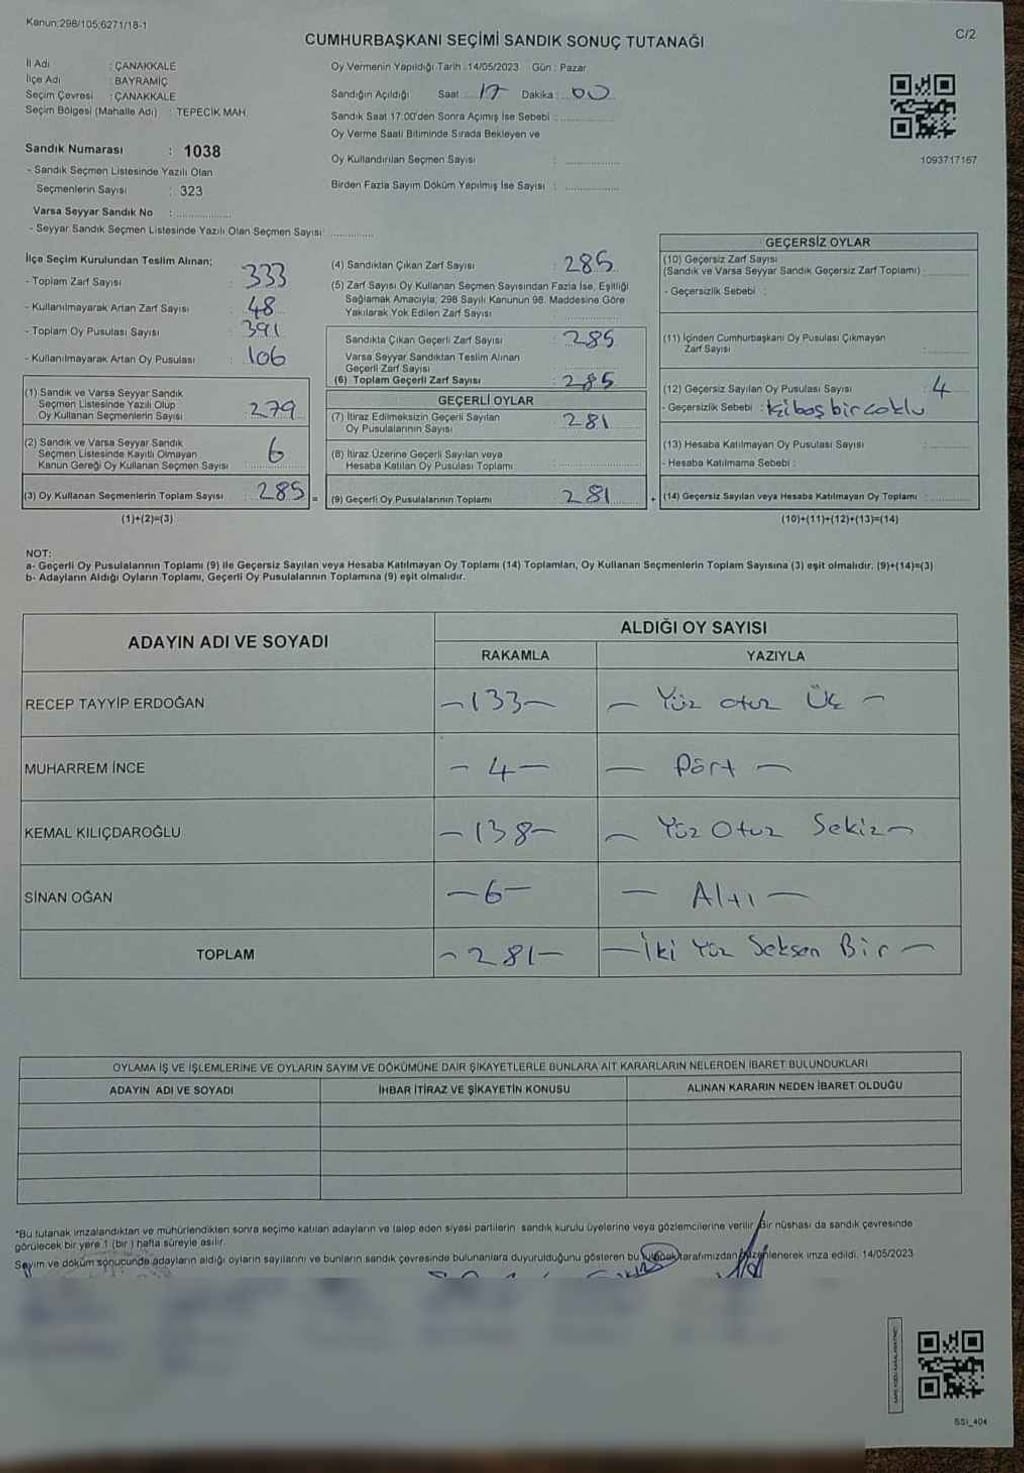 Kanun:298/105;6271/18-1
C/2
CUMHURBAŞKANI SEÇİMİ SANDIK SONUÇ TUTANAĞI
İl Adı : ÇANAKKALE
İlçe Adı : BAYRAMİÇ
Seçim Çevresi : ÇANAKKALE
Seçim Bölgesi (Mahalle Adı) : TEPECİK MAH.
Sandık Numarası : 1038
- Sandık Seçmen Listesinde Yazılı Olan
Seçmenlerin Sayısı : 323
Varsa Seyyar Sandık No :
- Seyyar Sandık Seçmen Listesinde Yazılı Olan Seçmen Sayısı:
Oy Vermenin Yapıldığı Tarih :14/05/2023 Gün : Pazar
Sandığın Açıldığı Saat : 17 Dakika : 00
Sandık Saat 17:00'den Sonra Açımış İse Sebebi :
Oy Verme Saati Bitiminde Sırada Bekleyen ve
Oy Kullandırılan Seçmen Sayısı :
Birden Fazla Sayım Döküm Yapılmış İse Sayısı :
1093717167
İlçe Seçim Kurulundan Teslim Alınan;
- Toplam Zarf Sayısı : 333
- Kullanılmayarak Artan Zarf Sayısı : 48
- Toplam Oy Pusulası Sayısı : 391
- Kullanılmayarak Artan Oy Pusulası : 106
(1) Sandık ve Varsa Seyyar Sandık
Seçmen Listesinde Yazılı Olup
Oy Kullanan Seçmenlerin Sayısı : 279
(2) Sandık ve Varsa Seyyar Sandık
Seçmen Listesinde Kayıtlı Olmayan
Kanun Gereği Oy Kullanan Seçmen Sayısı : 6
(3) Oy Kullanan Seçmenlerin Toplam Sayısı : 285 =
(1)+(2)=(3)
(4) Sandıktan Çıkan Zarf Sayısı : 285
(5) Zarf Sayısı Oy Kullanan Seçmen Sayısından Fazla İse, Eşitliği
Sağlamak Amacıyla, 298 Sayılı Kanunun 98. Maddesine Göre
Yakılarak Yok Edilen Zarf Sayısı :
Sandıkta Çıkan Geçerli Zarf Sayısı : 285
Varsa Seyyar Sandıktan Teslim Alınan
Geçerli Zarf Sayısı :
(6) Toplam Geçerli Zarf Sayısı : 285
GEÇERLİ OYLAR
(7) İtiraz Edilmeksizin Geçerli Sayılan
Oy Pusulalarının Sayısı : 281
(8) İtiraz Üzerine Geçerli Sayılan veya
Hesaba Katılan Oy Pusulası Toplamı :
(9) Geçerli Oy Pusulalarının Toplamı : 281 +
GEÇERSİZ OYLAR
(10) Geçersiz Zarf Sayısı
(Sandık ve Varsa Seyyar Sandık Geçersiz Zarf Toplamı) :
- Geçersizlik Sebebi :
(11) İçinden Cumhurbaşkanı Oy Pusulası Çıkmayan
Zarf Sayısı :
(12) Geçersiz Sayılan Oy Pusulası Sayısı : 4
- Geçersizlik Sebebi :
(13) Hesaba Katılmayan Oy Pusulası Sayısı :
- Hesaba Katılmama Sebebi :
(14) Geçersiz Sayılan veya Hesaba Katılmayan Oy Toplamı :
(10)+(11)+(12)+(13)=(14)
NOT:
a- Geçerli Oy Pusulalarının Toplamı (9) ile Geçersiz Sayılan veya Hesaba Katılmayan Oy Toplamı (14) Toplamları, Oy Kullanan Seçmenlerin Toplam Sayısına (3) eşit olmalıdır. (9)+(14)=(3)
b- Adayların Aldığı Oyların Toplamı, Geçerli Oy Pusulalarının Toplamına (9) eşit olmalıdır.
ADAYIN ADI VE SOYADI ALDIĞI OY SAYISI
RAKAMLA YAZIYLA
RECEP TAYYİP ERDOĞAN -133- - Yüz otuz Üç -
MUHARREM İNCE -4- - Dört -
KEMAL KILIÇDAROĞLU -138- - Yüz Otuz Sekiz -
SİNAN OĞAN -6- - Altı -
TOPLAM -281- - İki Yüz Seksen Bir -
OYLAMA İŞ VE İŞLEMLERİNE VE OYLARIN SAYIM VE DÖKÜMÜNE DAİR ŞİKAYETLERLE BUNLARA AİT KARARLARIN NELERDEN İBARET BULUNDUKLARI
ADAYIN ADI VE SOYADI İHBAR İTİRAZ VE ŞİKAYETİN KONUSU ALINAN KARARIN NEDEN İBARET OLDUĞU
*Bu tutanak imzalandıktan ve mühürlendikten sonra seçime katılan adayların ve talep eden siyasi partilerin sandık kurulu üyelerine veya gözlemcilerine verilir. Bir nüshası da sandık çevresinde
görülecek bir yere 1 (bir) hafta süreyle asılır.
Sayım ve döküm sonucunda adayların aldığı oyların sayılarını ve bunların sandık çevresinde bulunanlara duyurulduğunu gösteren bu tutanak tarafımızdan düzenlenerek imza edildi. 14/05/2023
SSI_404